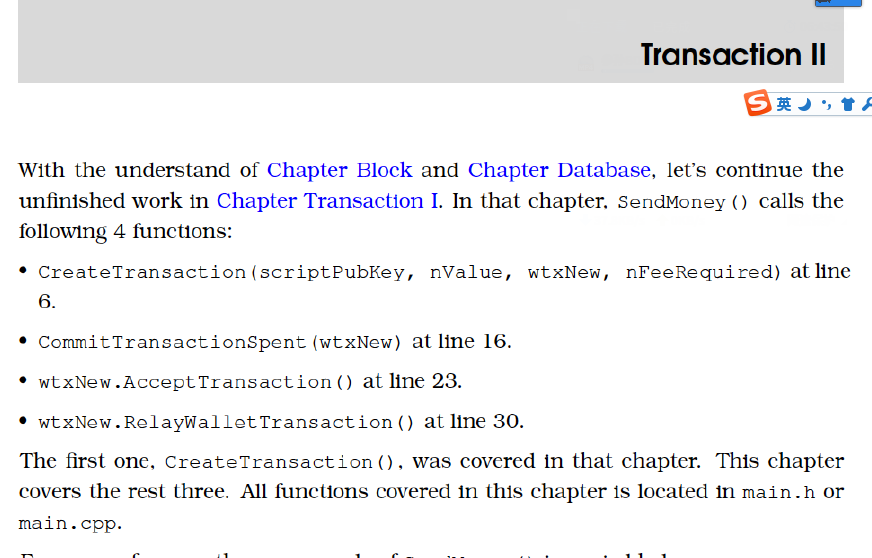 Transaction II
英
With the understand of Chapter Block and Chapter Database, let's continue the
unfinished work in Chapter Transaction I. In that chapter, SendMoney() calls the
following 4 functions:
• CreateTransaction(scriptPubKey, nValue, wtxNew, nFeeRequired) at line
6.
• CommitTransactionSpent(wtxNew) at line 16.
• wtxNew.AcceptTransaction() at line 23.
• wtxNew.RelayWalletTransaction() at line 30.
The first one, CreateTransaction(), was covered in that chapter. This chapter
covers the rest three. All functions covered in this chapter is located in main.h or
main.cpp.